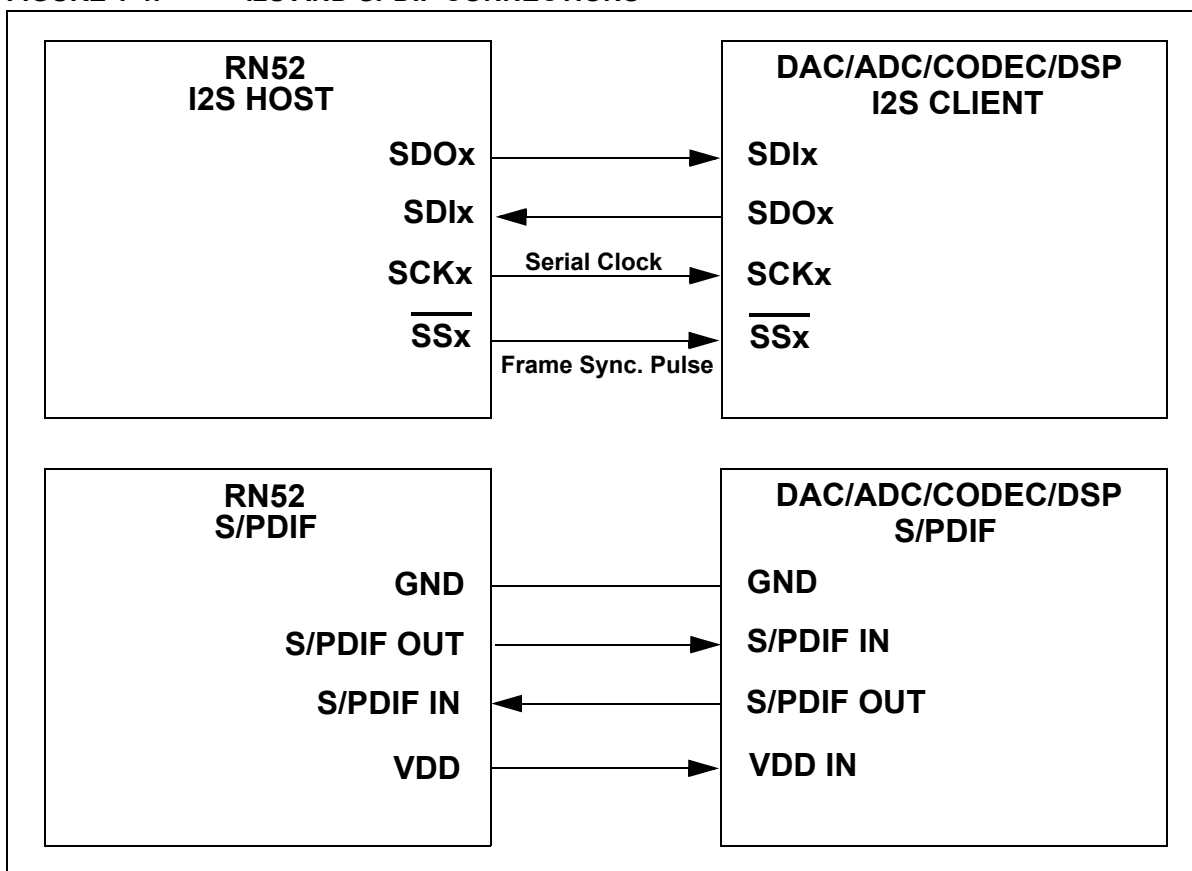 RN52
I2S HOST
DAC/ADC/CODEC/DSP
I2S CLIENT
SDOx
SDIx
SDIx
SDOx
SCKx
Serial Clock
SCKx
SSx
SSx
Frame Sync. Pulse
RN52
S/PDIF
DAC/ADC/CODEC/DSP
S/PDIF
GND
GND
S/PDIF OUT
S/PDIF IN
S/PDIF IN
S/PDIF OUT
VDD
VDD IN